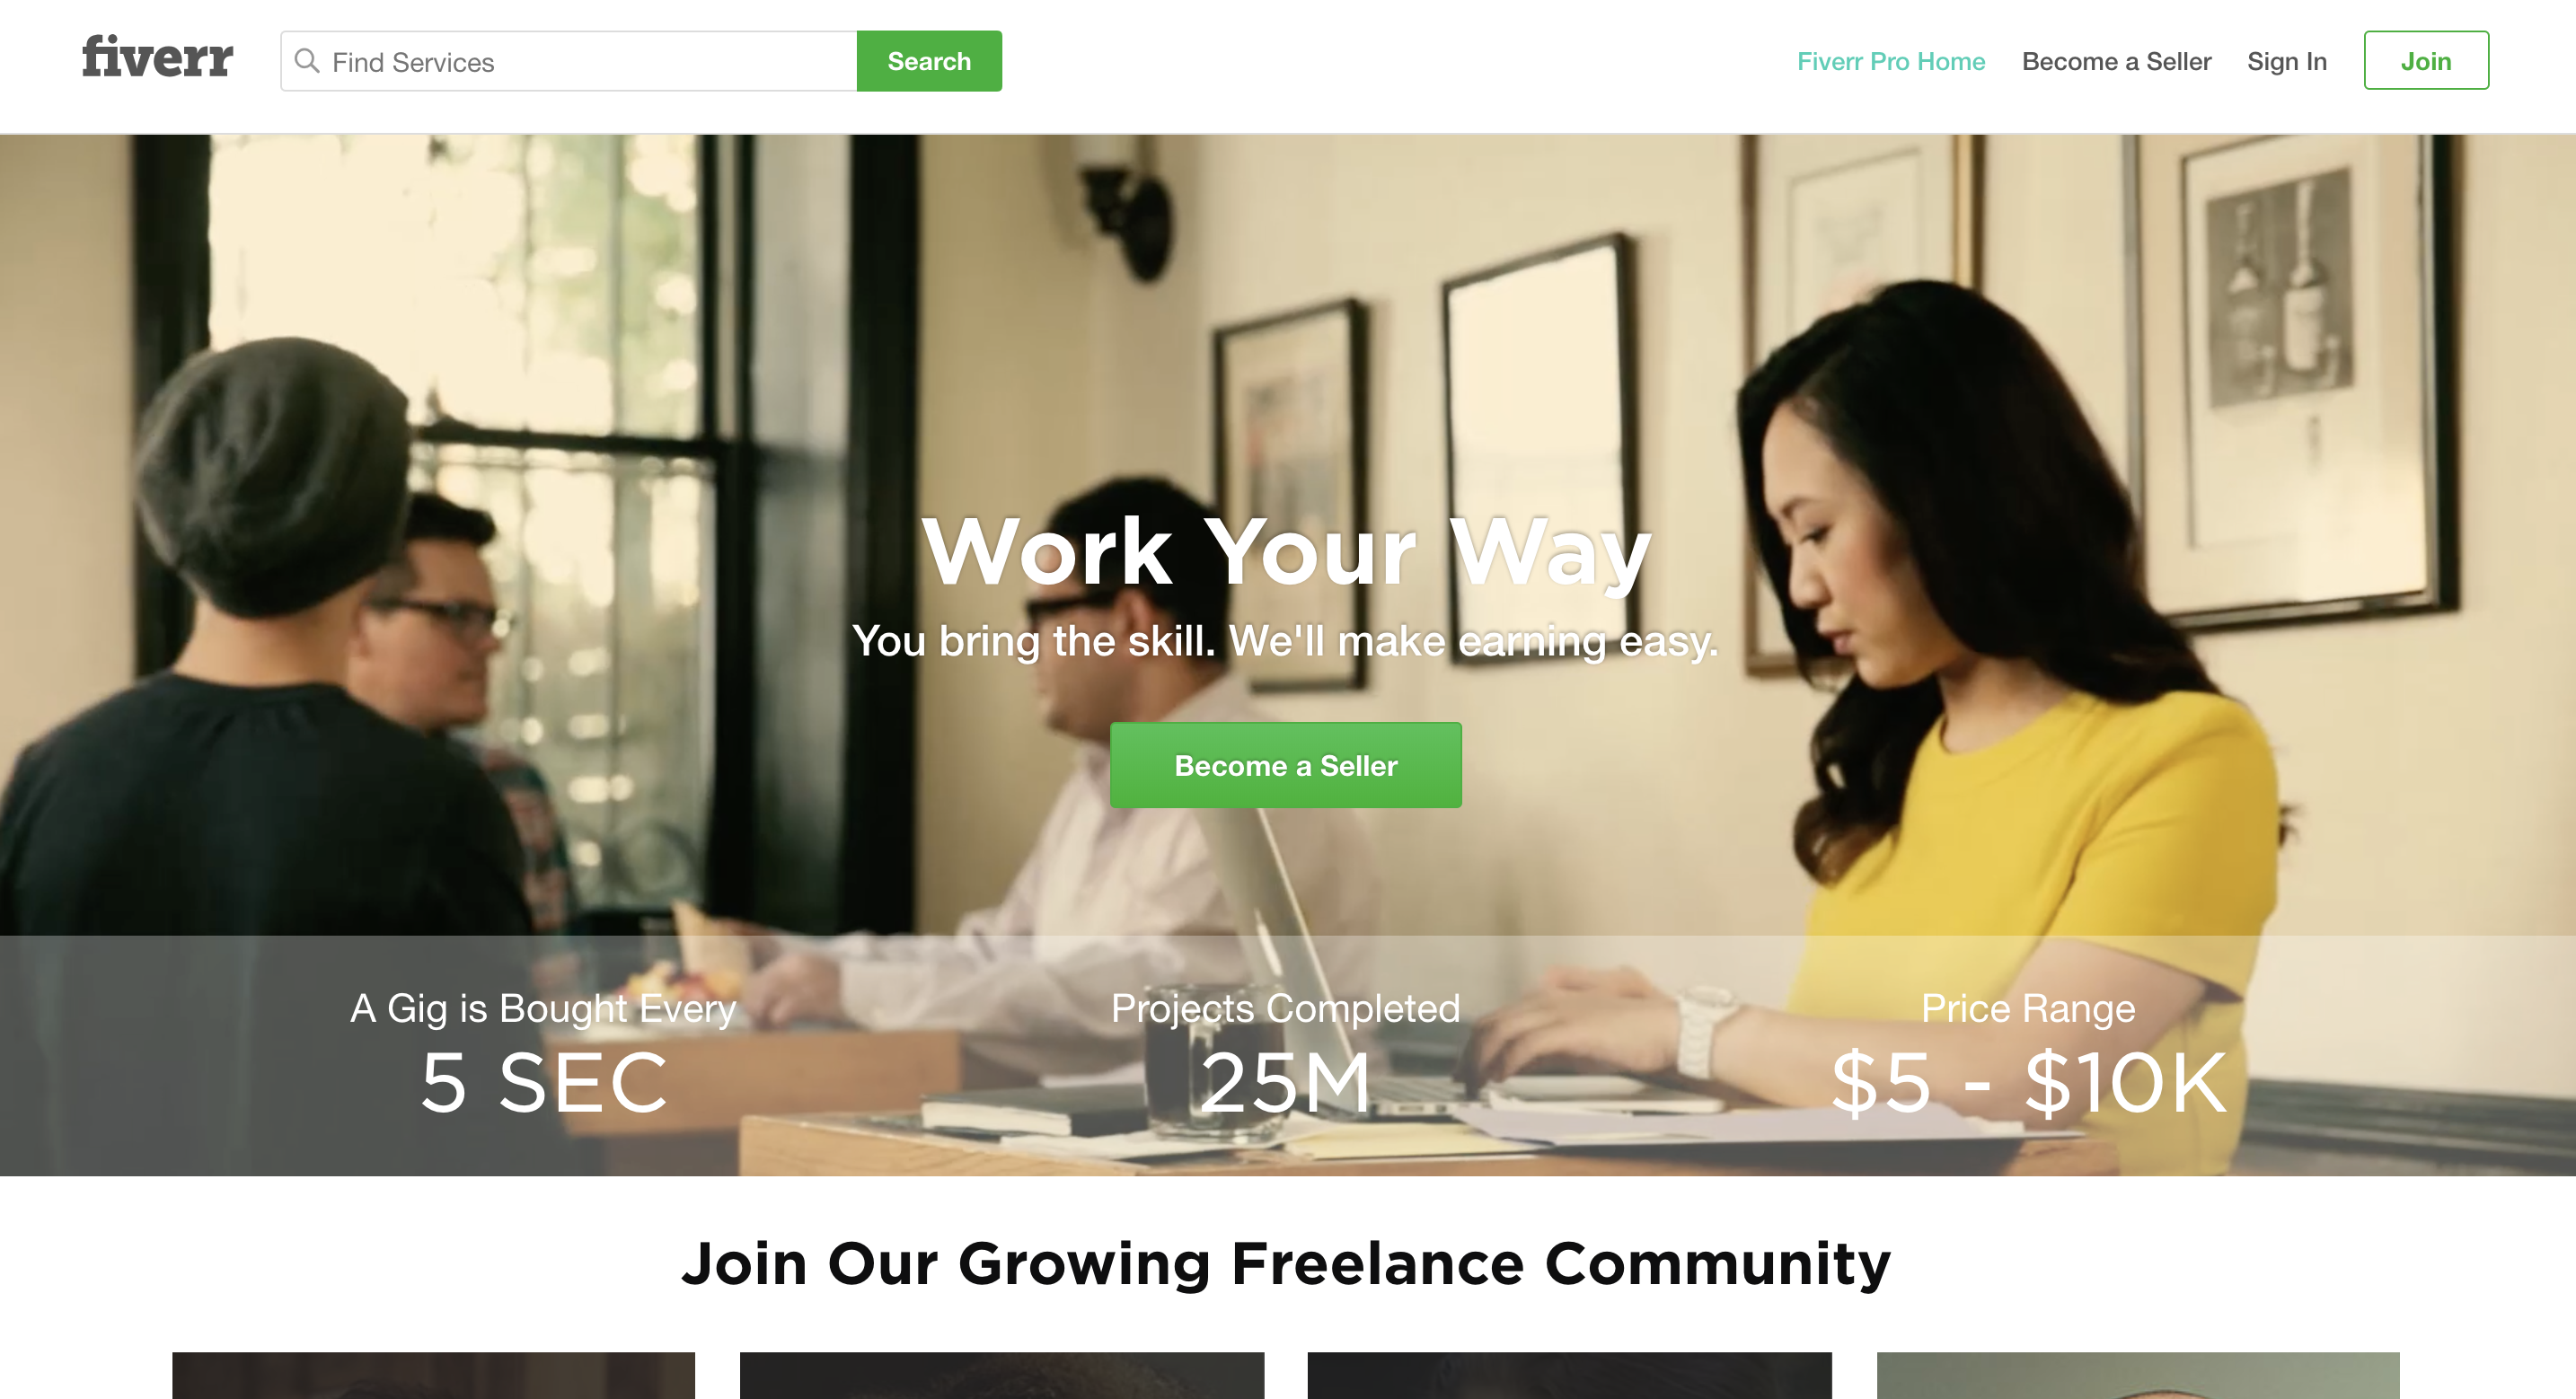 fiverr
Find Services
Search
Fiverr Pro Home
Become a Seller
Sign In
Join
Work Your Way
You bring the skill. We'll make earning easy.
Become a Seller
A Gig is Bought Every
5 SEC
Projects Completed
25M
Price Range
$5 - $10K
Join Our Growing Freelance Community